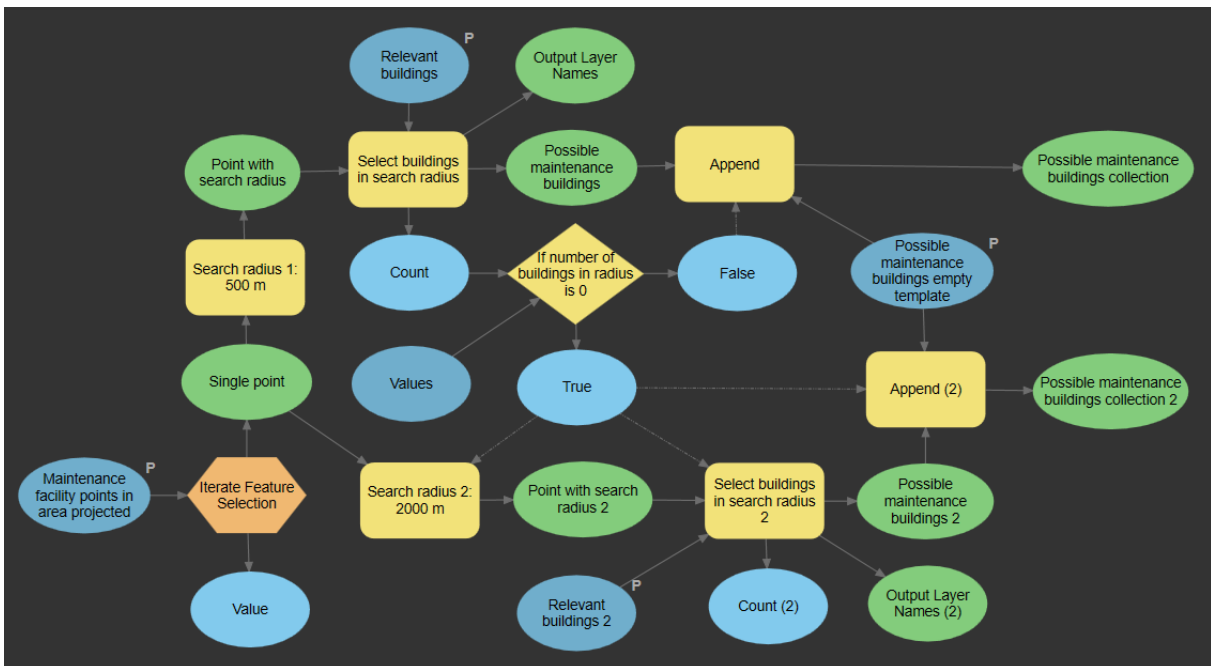 P
Relevant
buildings
Output Layer
Names
Point with
search radius
Select buildings
in search radius
Possible
maintenance
buildings
Append
Possible maintenance
buildings collection
Search radius 1:
500 m
Count
If number of
buildings in radius
is 0
False
P
Possible
maintenance
buildings empty
template
Single point
Values
True
Append (2)
Possible maintenance
buildings collection 2
P
Maintenance
facility points in
area projected
Iterate Feature
Selection
Search radius 2:
2000 m
Point with search
radius 2
Select buildings
in search radius
2
Possible
maintenance
buildings 2
Value
P
Relevant
buildings 2
Count (2)
Output Layer
Names (2)